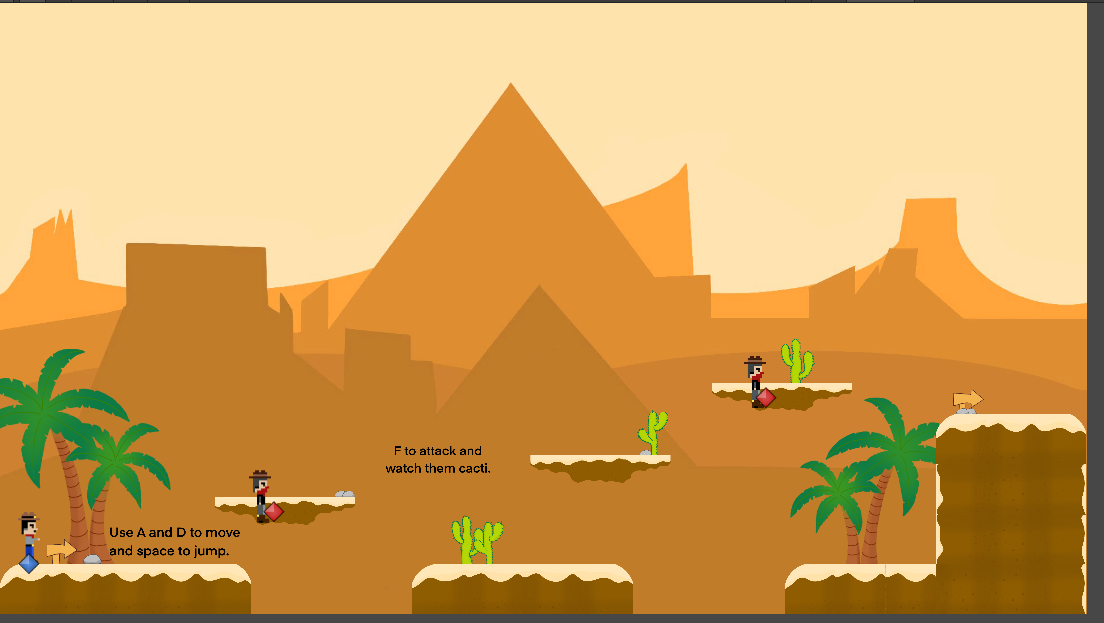 F to attack and
watch them cacti.
Use A and D to move
and space to jump.